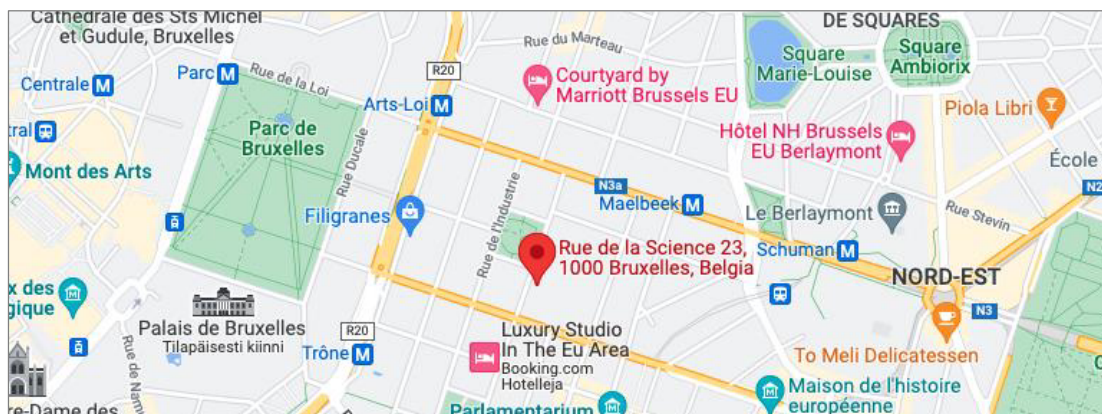 Cathédrale des Sts Michel
et Gudule, Bruxelles
Rue du Marteau
DE SQUARES
Square
Marie-Louise
Square
Ambiorix
Centrale M
Parc M
Rue de la Loi
R20
Courtyard by
Marriott Brussels EU
Arts-Loi M
Piola Libri
Parc de
Bruxelles
Hôtel NH Brussels
EU Berlaymont
École
Mont des Arts
Rue Ducale
N3a
Maelbeek M
Le Berlaymont
Rue Stevin
Filigranes
Rue de l'Industrie
Rue de la Science 23,
1000 Bruxelles, Belgia
Schuman M
NORD-EST
N3
Palais de Bruxelles
Tilapäisesti kiinni
R20
Trône M
Luxury Studio
In The Eu Area
Booking.com
Hotelleja
To Meli Delicatessen
Maison de l'histoire
européenne
Parlamentarium